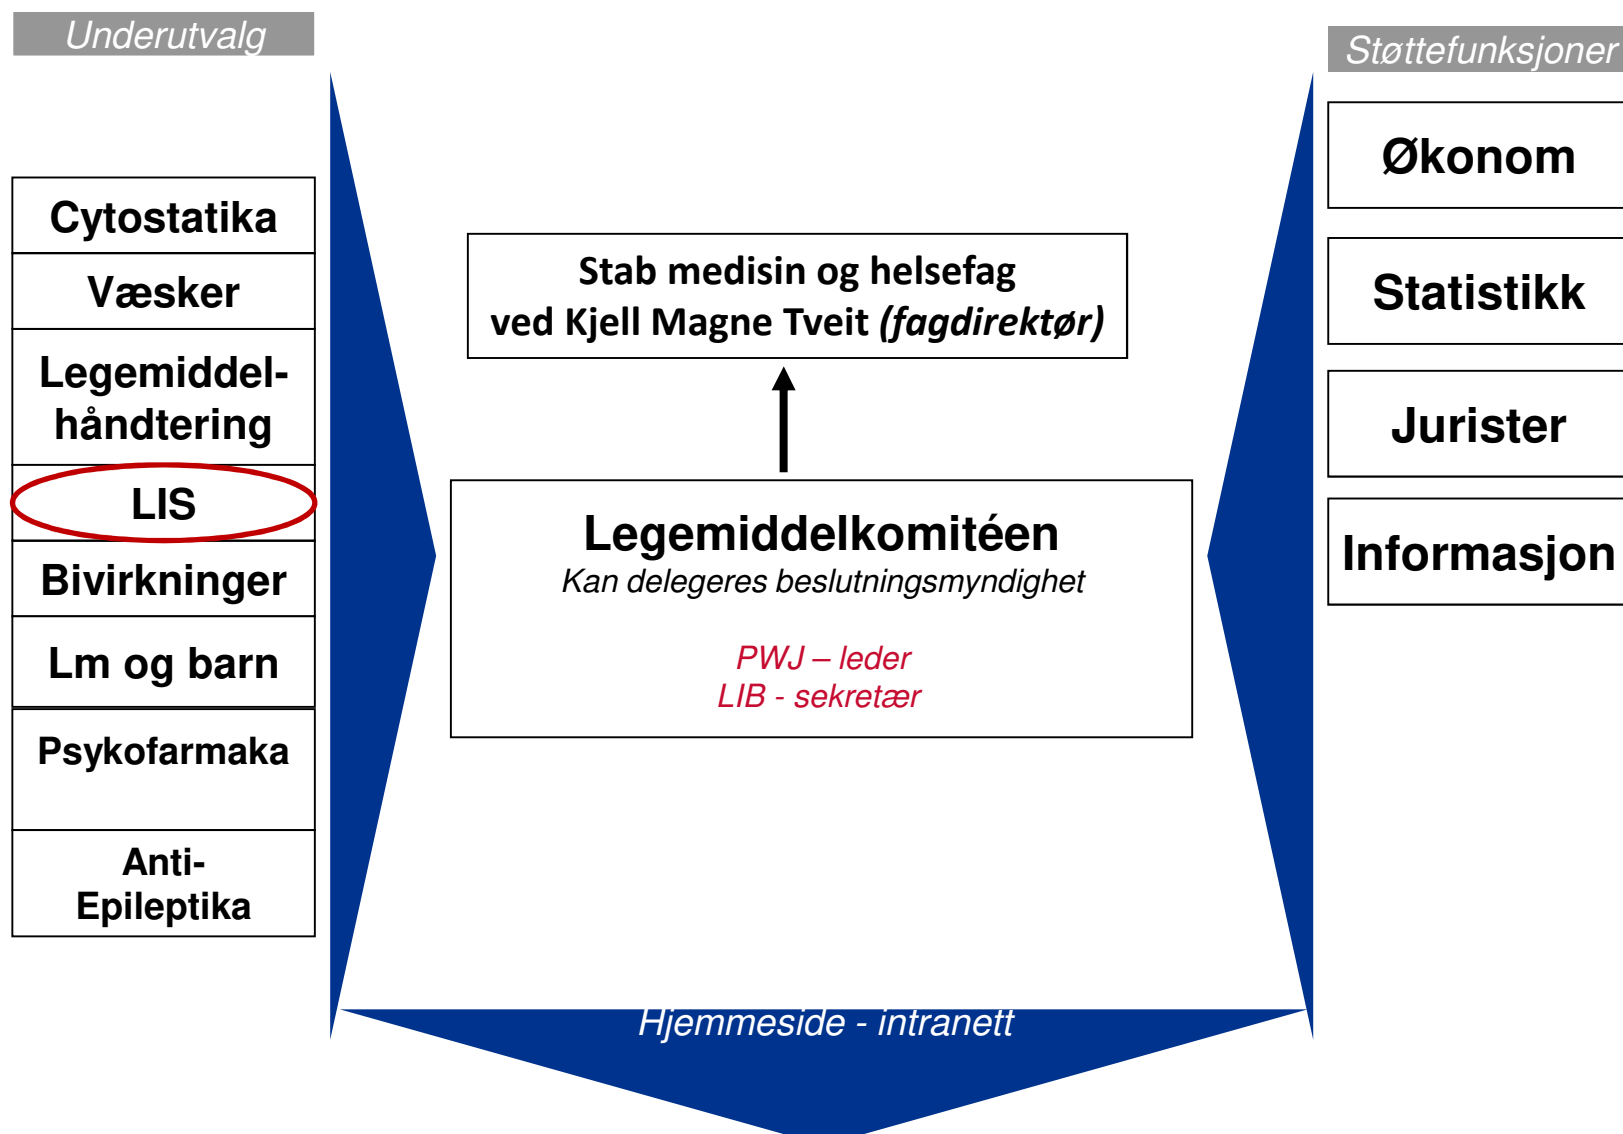 Underutvalg
Cytostatika
Væsker
Legemiddel-
håndtering
LIS
Bivirkninger
Lm og barn
Psykofarmaka
Anti-
Epileptika
Stab medisin og helsefag
ved Kjell Magne Tveit (fagdirektør)
Legemiddelkomitéen
Kan delegeres beslutningsmyndighet
PWJ – leder
LIB - sekretær
Hjemmeside - intranett
Støttefunksjoner
Økonom
Statistikk
Jurister
Informasjon